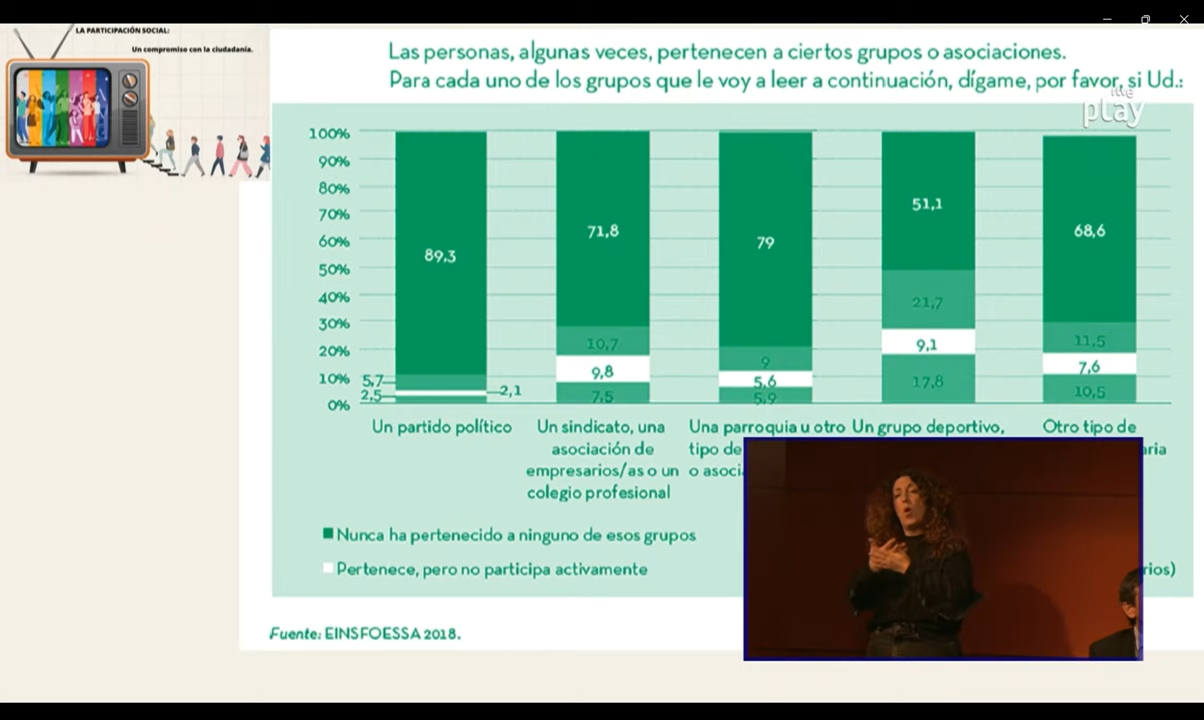 LA PARTICIPACIÓN SOCIAL:
Un compromiso con la ciudadanía.
Las personas, algunas veces, pertenecen a ciertos grupos o asociaciones.
Para cada uno de los grupos que le voy a leer a continuación, dígame, por favor, si Ud.:
rtve
play
100%
90%
80%
70%
60%
50%
40%
30%
20%
10%
0%
89,3
5,7
2,1
2,5
71,8
10,7
9,8
7,5
79
9
5,6
5,9
51,1
21,7
9,1
17,8
68,6
11,5
7,6
10,5
Un partido político
Un sindicato, una
asociación de
empresarios/as o un
colegio profesional
Una parroquia u otro
tipo de
o
Un grupo deportivo,
Otro tipo de
Nunca ha pertenecido a ninguno de esos grupos
Pertenece, pero no participa activamente
Fuente: EINSFOESSA 2018.